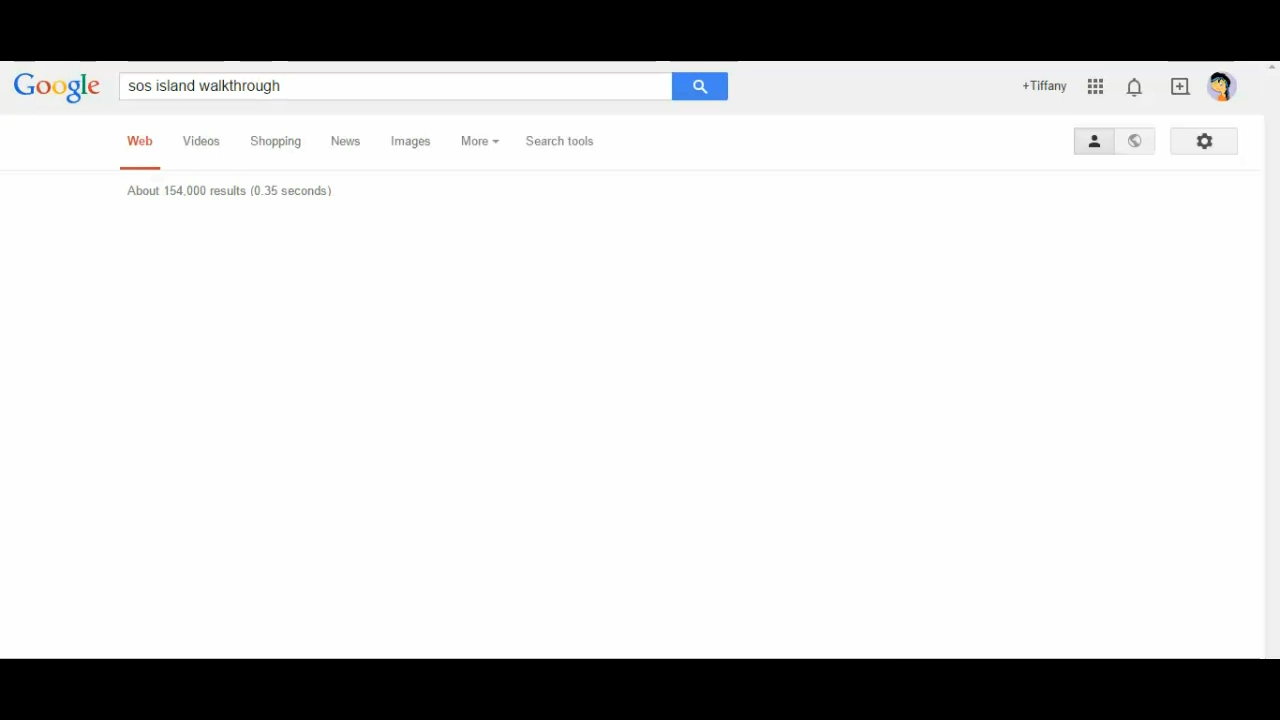 Google sos island walkthrough +Tiffany
Web Videos Shopping News Images More Search tools
About 154,000 results (0.35 seconds)